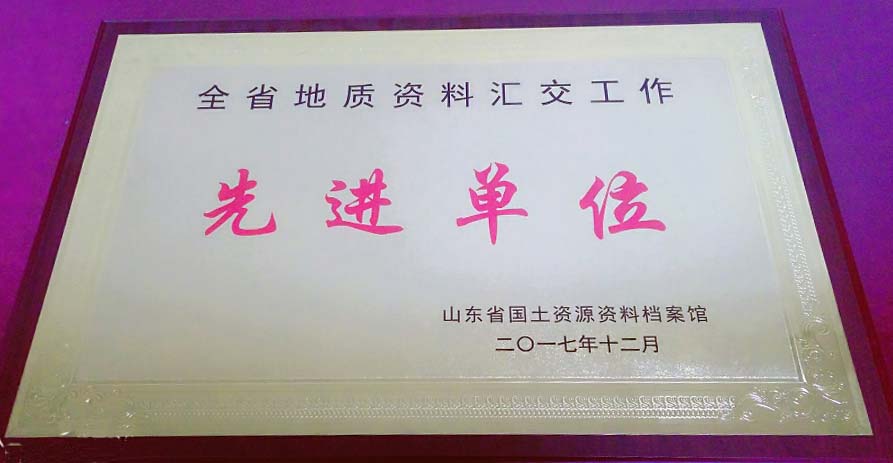 全省地质资料汇交工作
先进单位
山东省国土资源资料档案馆
二〇一七年十二月